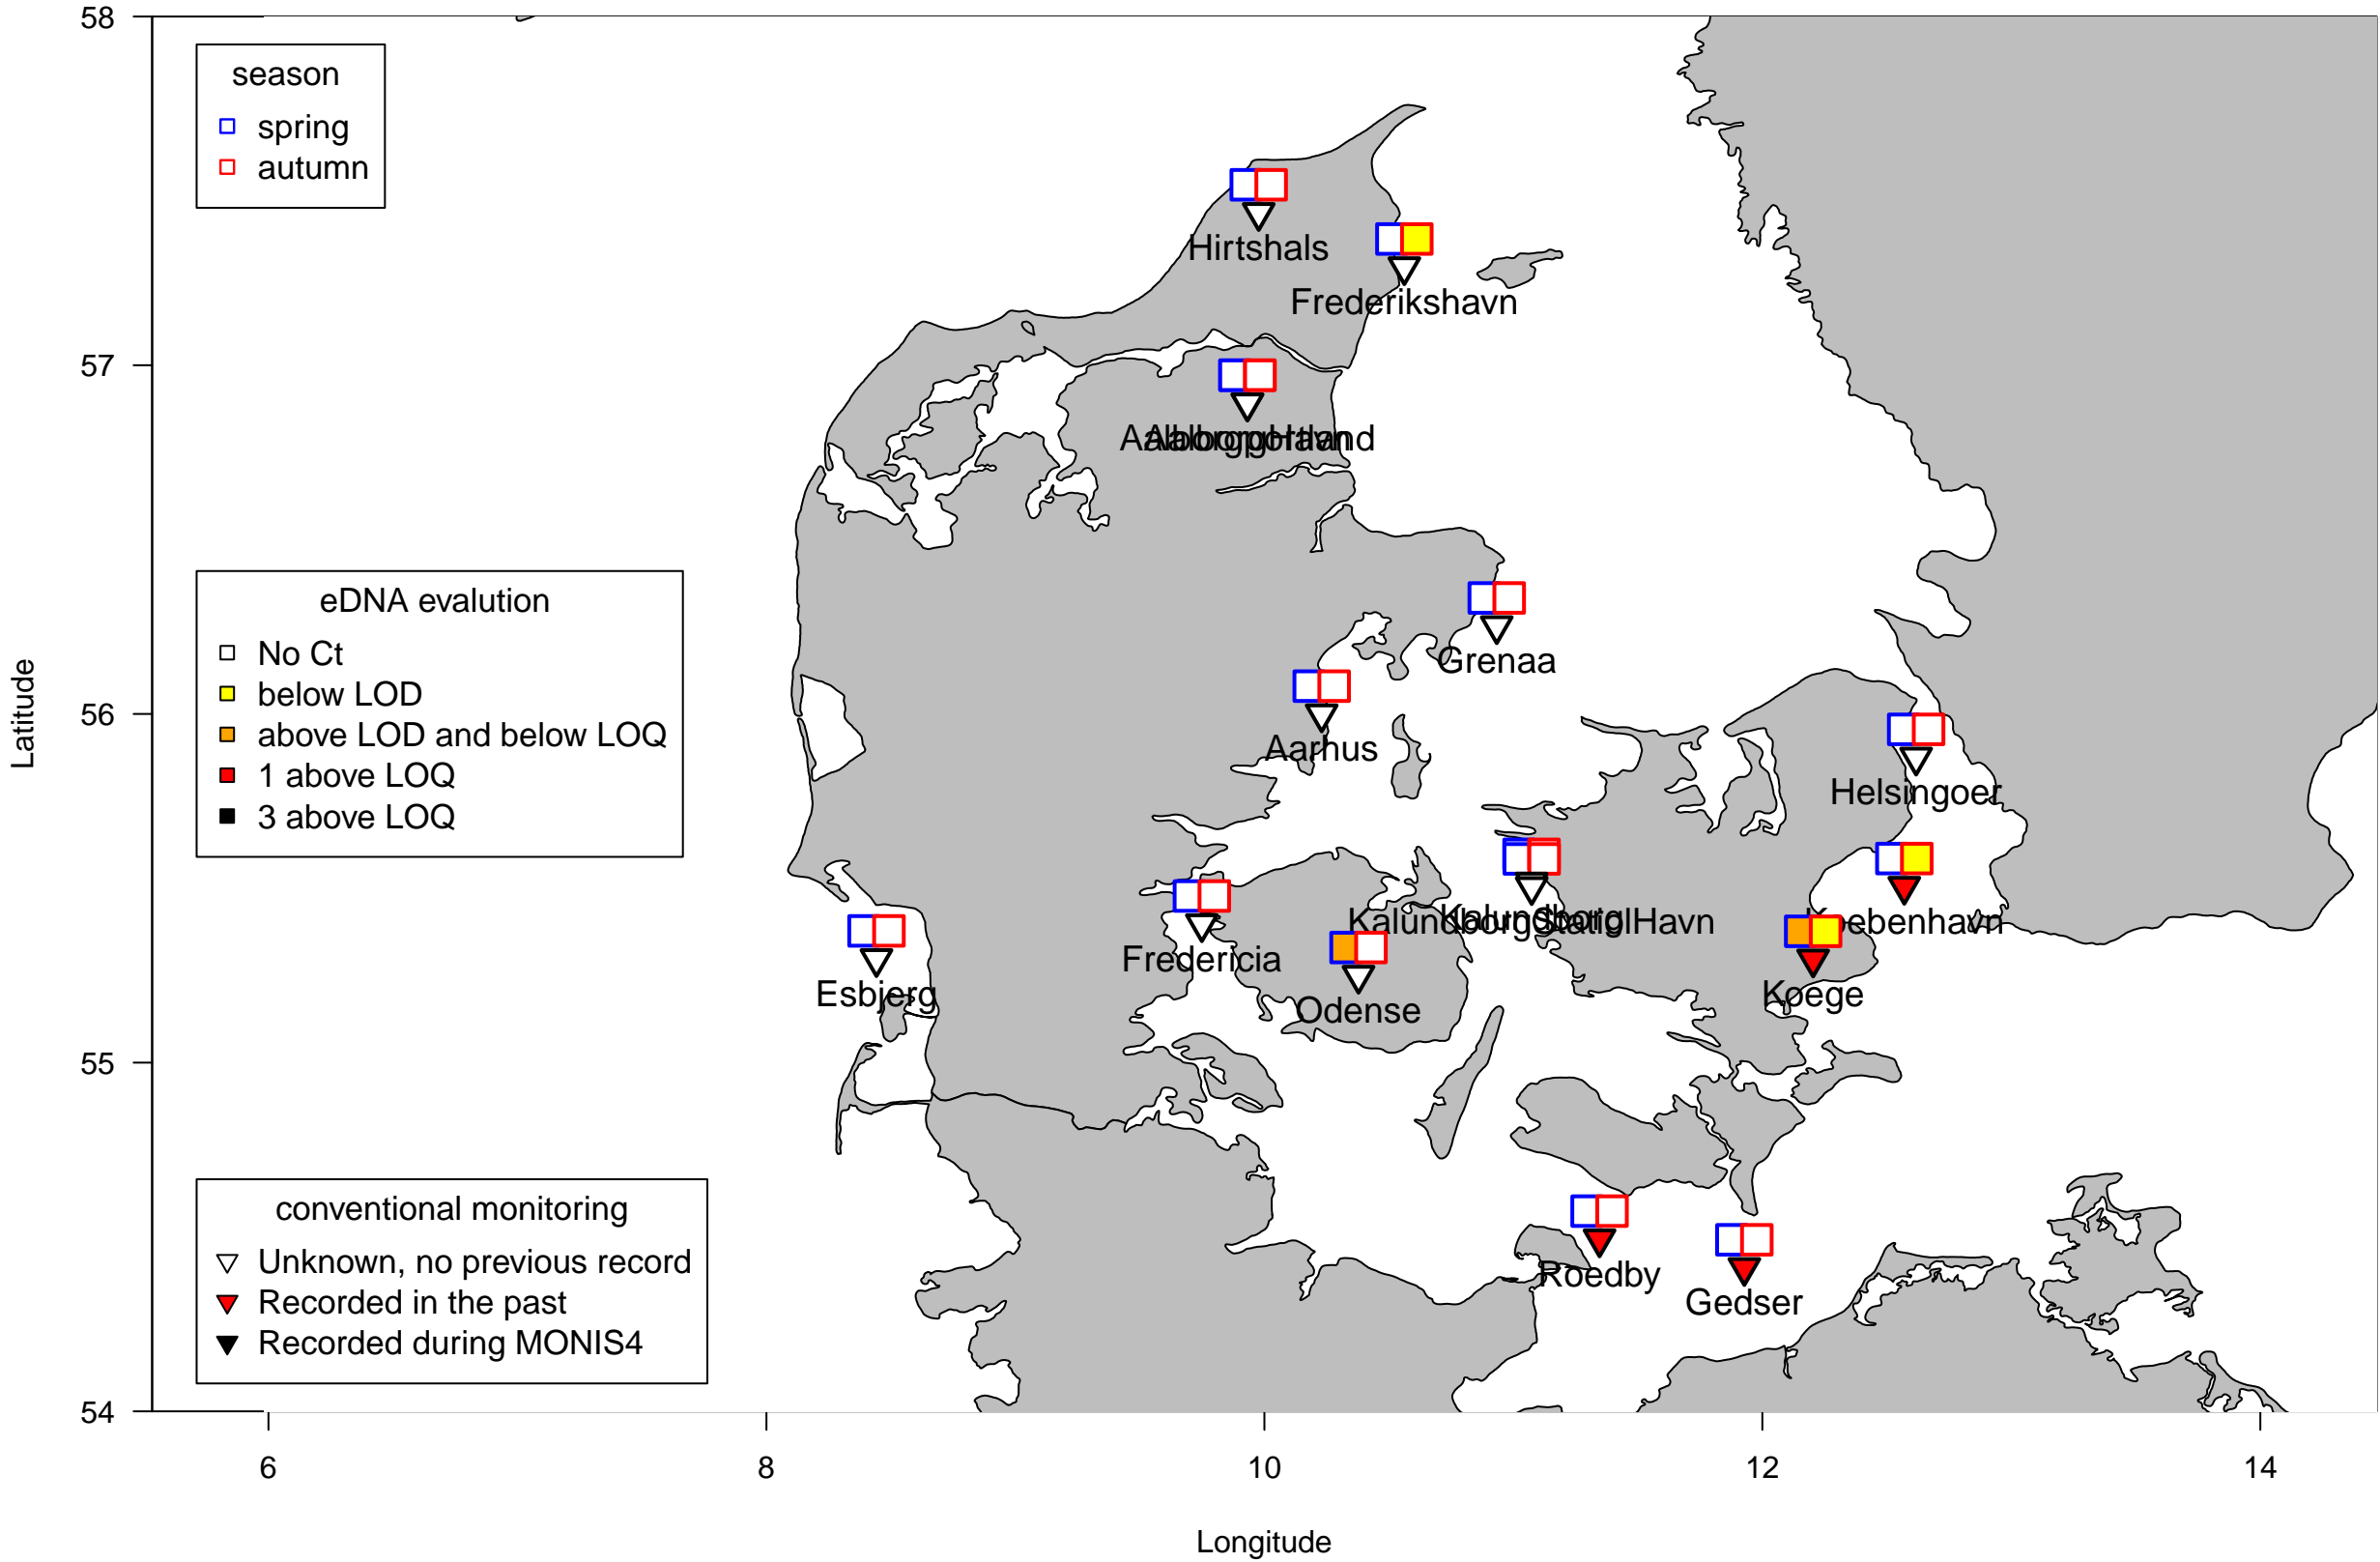 58
57
56
55
54
Latitude
season
spring
autumn
eDNA evalution
No Ct
below LOD
above LOD and below LOQ
1 above LOQ
3 above LOQ
conventional monitoring
Unknown, no previous record
Recorded in the past
Recorded during MONIS4
Hirtshals
Frederikshavn
Grenaa
Aarhus
Helsingoer
Koebenhavn
Fredericia
Esbjerg
Odense
Koege
Roedby
Gedser
6
8
10
12
14
Longitude